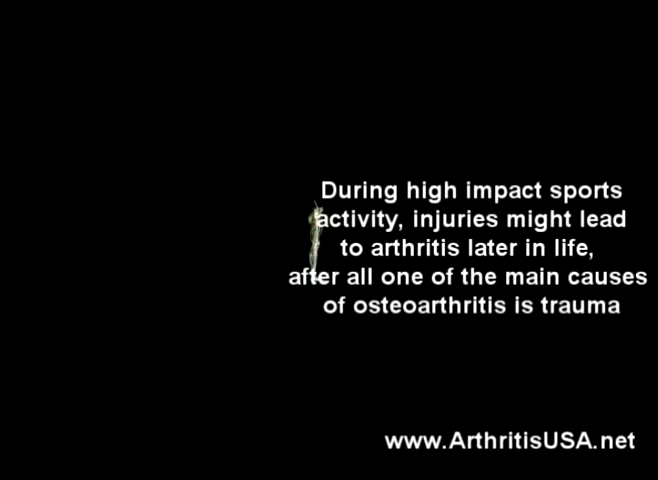 During high impact sports
activity, injuries might lead
to arthritis later in life,
after all one of the main causes
of osteoarthritis is trauma
www.ArthritisUSA.net